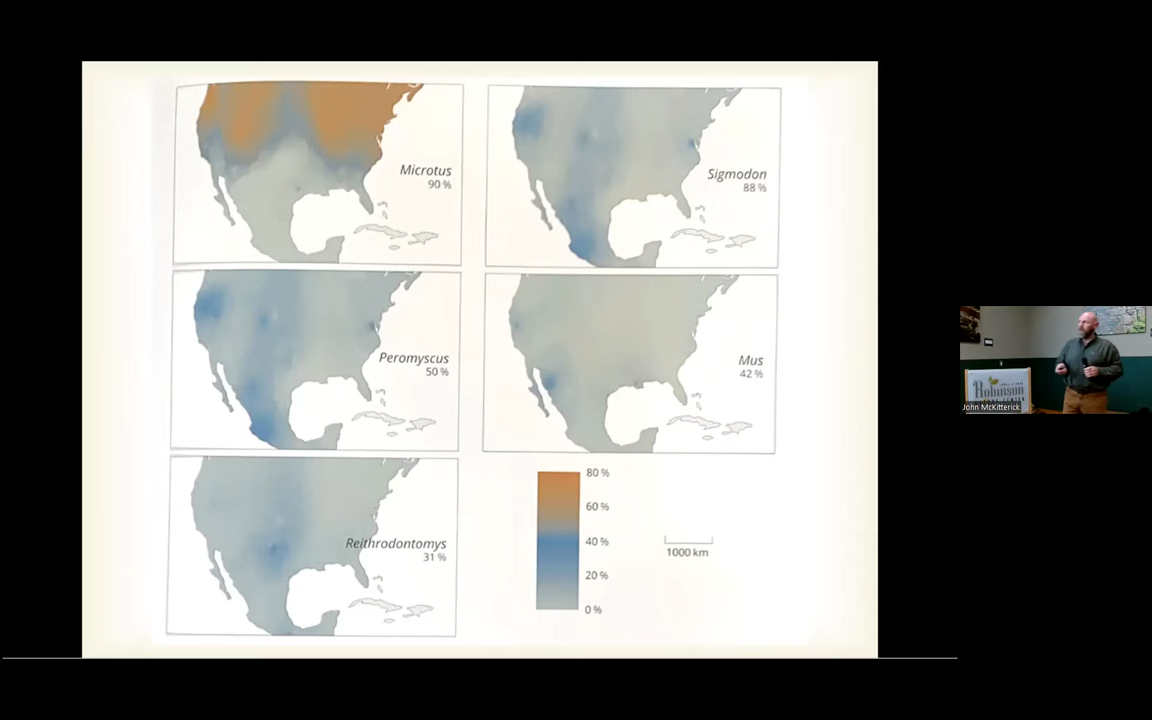 Microtus
90 %
Sigmodon
88 %
Peromyscus
50 %
Mus
42 %
Reithrodontomys
31 %
80 %
60 %
40 %
20 %
0 %
1000 km
Robinson
John McKitterick